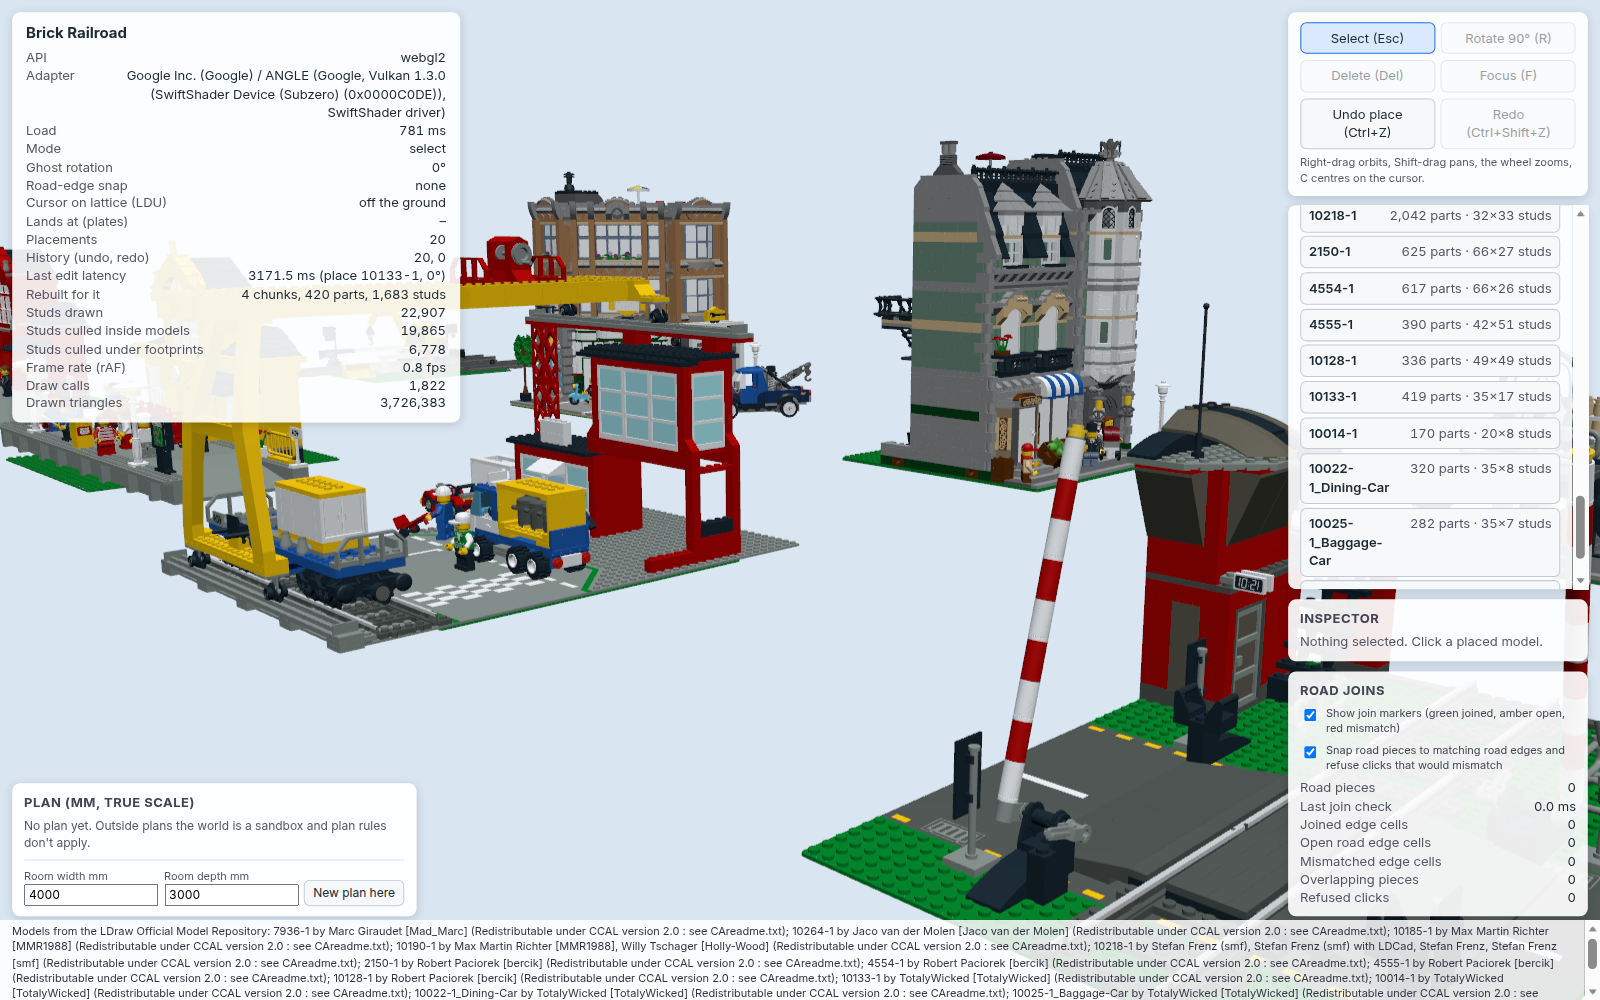 Brick Railroad
API webgl2
Adapter Google Inc. (Google) / ANGLE (Google, Vulkan 1.3.0
(SwiftShader Device (Subzero) (0x0000C0DE)),
SwiftShader driver)
Load 781 ms
Mode select
Ghost rotation 0°
Road-edge snap none
Cursor on lattice (LDU) off the ground
Lands at (plates) –
Placements 20
History (undo, redo) 20, 0
Last edit latency 3171.5 ms (place 10133-1, 0°)
Rebuilt for it 4 chunks, 420 parts, 1,683 studs
Studs drawn 22,907
Studs culled inside models 19,865
Studs culled under footprints 6,778
Frame rate (rAF) 0.8 fps
Draw calls 1,822
Drawn triangles 3,726,383
Select (Esc) Rotate 90° (R)
Delete (Del) Focus (F)
Undo place
(Ctrl+Z)
Redo
(Ctrl+Shift+Z)
Right-drag orbits, Shift-drag pans, the wheel zooms,
C centres on the cursor.
10218-1 2,042 parts · 32×33 studs
2150-1 625 parts · 66×27 studs
4554-1 617 parts · 66×26 studs
4555-1 390 parts · 42×51 studs
10128-1 336 parts · 49×49 studs
10133-1 419 parts · 35×17 studs
10014-1 170 parts · 20×8 studs
10022-
1_Dining-Car
320 parts · 35×8 studs
10025-
1_Baggage-
Car
282 parts · 35×7 studs
10:21
INSPECTOR
Nothing selected. Click a placed model.
ROAD JOINS
Show join markers (green joined, amber open,
red mismatch)
Snap road pieces to matching road edges and
refuse clicks that would mismatch
Road pieces 0
Last join check 0.0 ms
Joined edge cells 0
Open road edge cells 0
Mismatched edge cells 0
Overlapping pieces 0
Refused clicks 0
PLAN (MM, TRUE SCALE)
No plan yet. Outside plans the world is a sandbox and plan rules
don't apply.
Room width mm Room depth mm
4000 3000 New plan here
Models from the LDraw Official Model Repository: 7936-1 by Marc Giraudet [Mad_Marc] (Redistributable under CCAL version 2.0 : see CAreadme.txt); 10264-1 by Jaco van der Molen [Jaco van der Molen] (Redistributable under CCAL version 2.0 : see CAreadme.txt); 10185-1 by Max Martin Richter
[MMR1988] (Redistributable under CCAL version 2.0 : see CAreadme.txt); 10190-1 by Max Martin Richter [MMR1988], Willy Tschager [Holly-Wood] (Redistributable under CCAL version 2.0 : see CAreadme.txt); 10218-1 by Stefan Frenz (smf), Stefan Frenz (smf) with LDCad, Stefan Frenz, Stefan Frenz
[smf] (Redistributable under CCAL version 2.0 : see CAreadme.txt); 2150-1 by Robert Paciorek [bercik] (Redistributable under CCAL version 2.0 : see CAreadme.txt); 4554-1 by Robert Paciorek [bercik] (Redistributable under CCAL version 2.0 : see CAreadme.txt); 4555-1 by Robert Paciorek [bercik]
(Redistributable under CCAL version 2.0 : see CAreadme.txt); 10128-1 by Robert Paciorek [bercik] (Redistributable under CCAL version 2.0 : see CAreadme.txt); 10133-1 by TotalyWicked [TotalyWicked] (Redistributable under CCAL version 2.0 : see CAreadme.txt); 10014-1 by TotalyWicked
[TotalyWicked] (Redistributable under CCAL version 2.0 : see CAreadme.txt); 10022-1_Dining-Car by TotalyWicked [TotalyWicked] (Redistributable under CCAL version 2.0 : see CAreadme.txt); 10025-1_Baggage-Car by TotalyWicked [TotalyWicked] (Redistributable under CCAL version 2.0 : see